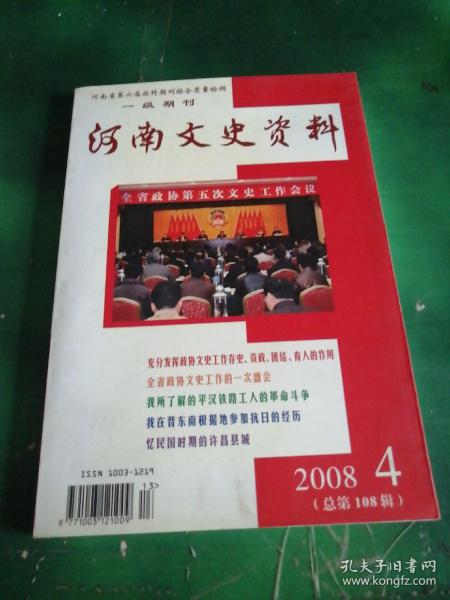 河南省第六届社科期刊综合质量检测
一级期刊
河南文史资料
全省政协第五次文史工作会议
充分发挥政协文史工作存史、资政、团结、育人的作用
全省政协文史工作的一次盛会
我所了解的平汉铁路工人的革命斗争
我在晋东南根据地参加抗日的经历
忆民国时期的许昌县城
ISSN 1003-1219
13>
9 771003 121009
2008 4
(总第108辑)
孔夫子旧书网
www.kongfz.com